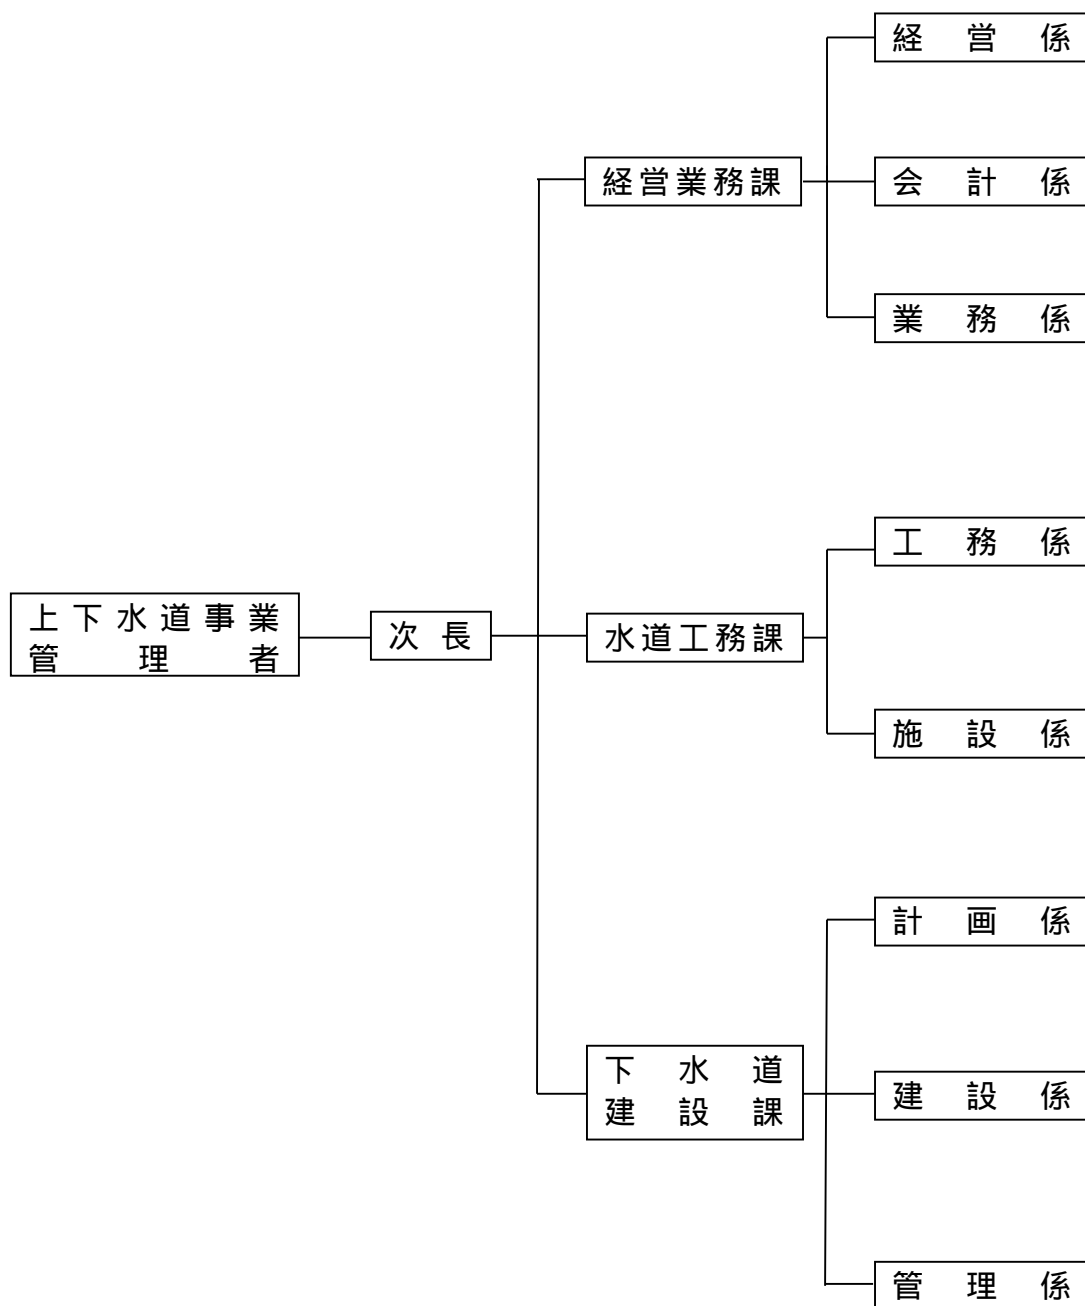 経営係
経営業務課
会計係
業務係
工務係
上下水道事業
管理者
次長
水道工務課
施設係
計画係
下水道
建設課
建設係
管理係